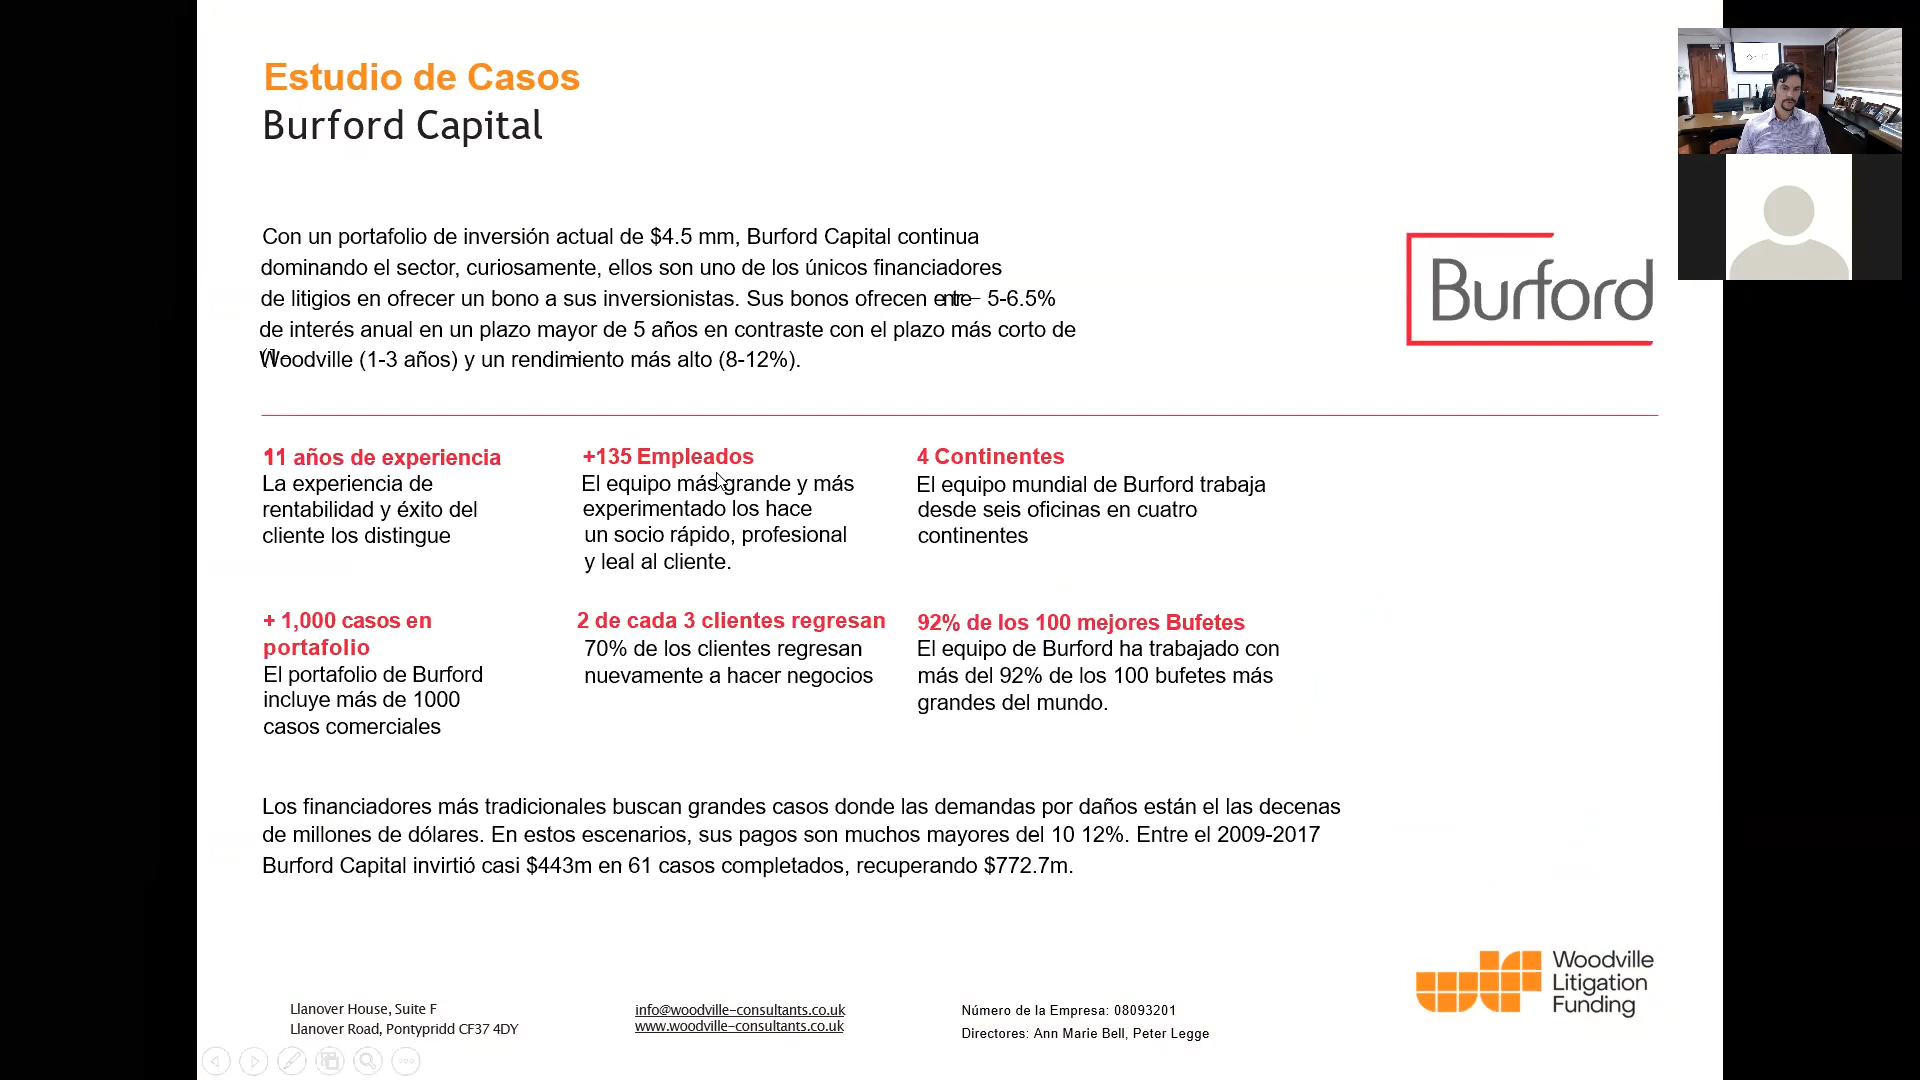 Estudio de Casos
Burford Capital
Con un portafolio de inversión actual de $4.5 mm, Burford Capital continua
dominando el sector, curiosamente, ellos son uno de los únicos financiadores
de litigios en ofrecer un bono a sus inversionistas. Sus bonos ofrecen entre 5-6.5%
de interés anual en un plazo mayor de 5 años en contraste con el plazo más corto de
Woodville (1-3 años) y un rendimiento más alto (8-12%).
Burford
11 años de experiencia
La experiencia de
rentabilidad y éxito del
cliente los distingue
+135 Empleados
El equipo más grande y más
experimentado los hace
un socio rápido, profesional
y leal al cliente.
4 Continentes
El equipo mundial de Burford trabaja
desde seis oficinas en cuatro
continentes
+ 1,000 casos en
portafolio
El portafolio de Burford
incluye más de 1000
casos comerciales
2 de cada 3 clientes regresan
70% de los clientes regresan
nuevamente a hacer negocios
92% de los 100 mejores Bufetes
El equipo de Burford ha trabajado con
más del 92% de los 100 bufetes más
grandes del mundo.
Los financiadores más tradicionales buscan grandes casos donde las demandas por daños están el las decenas
de millones de dólares. En estos escenarios, sus pagos son muchos mayores del 10 12%. Entre el 2009-2017
Burford Capital invirtió casi $443m en 61 casos completados, recuperando $772.7m.
Woodville
Litigation
Funding
Llanover House, Suite F
Llanover Road, Pontypridd CF37 4DY
info@woodville-consultants.co.uk
www.woodville-consultants.co.uk
Número de la Empresa: 08093201
Directores: Ann Marie Bell, Peter Legge